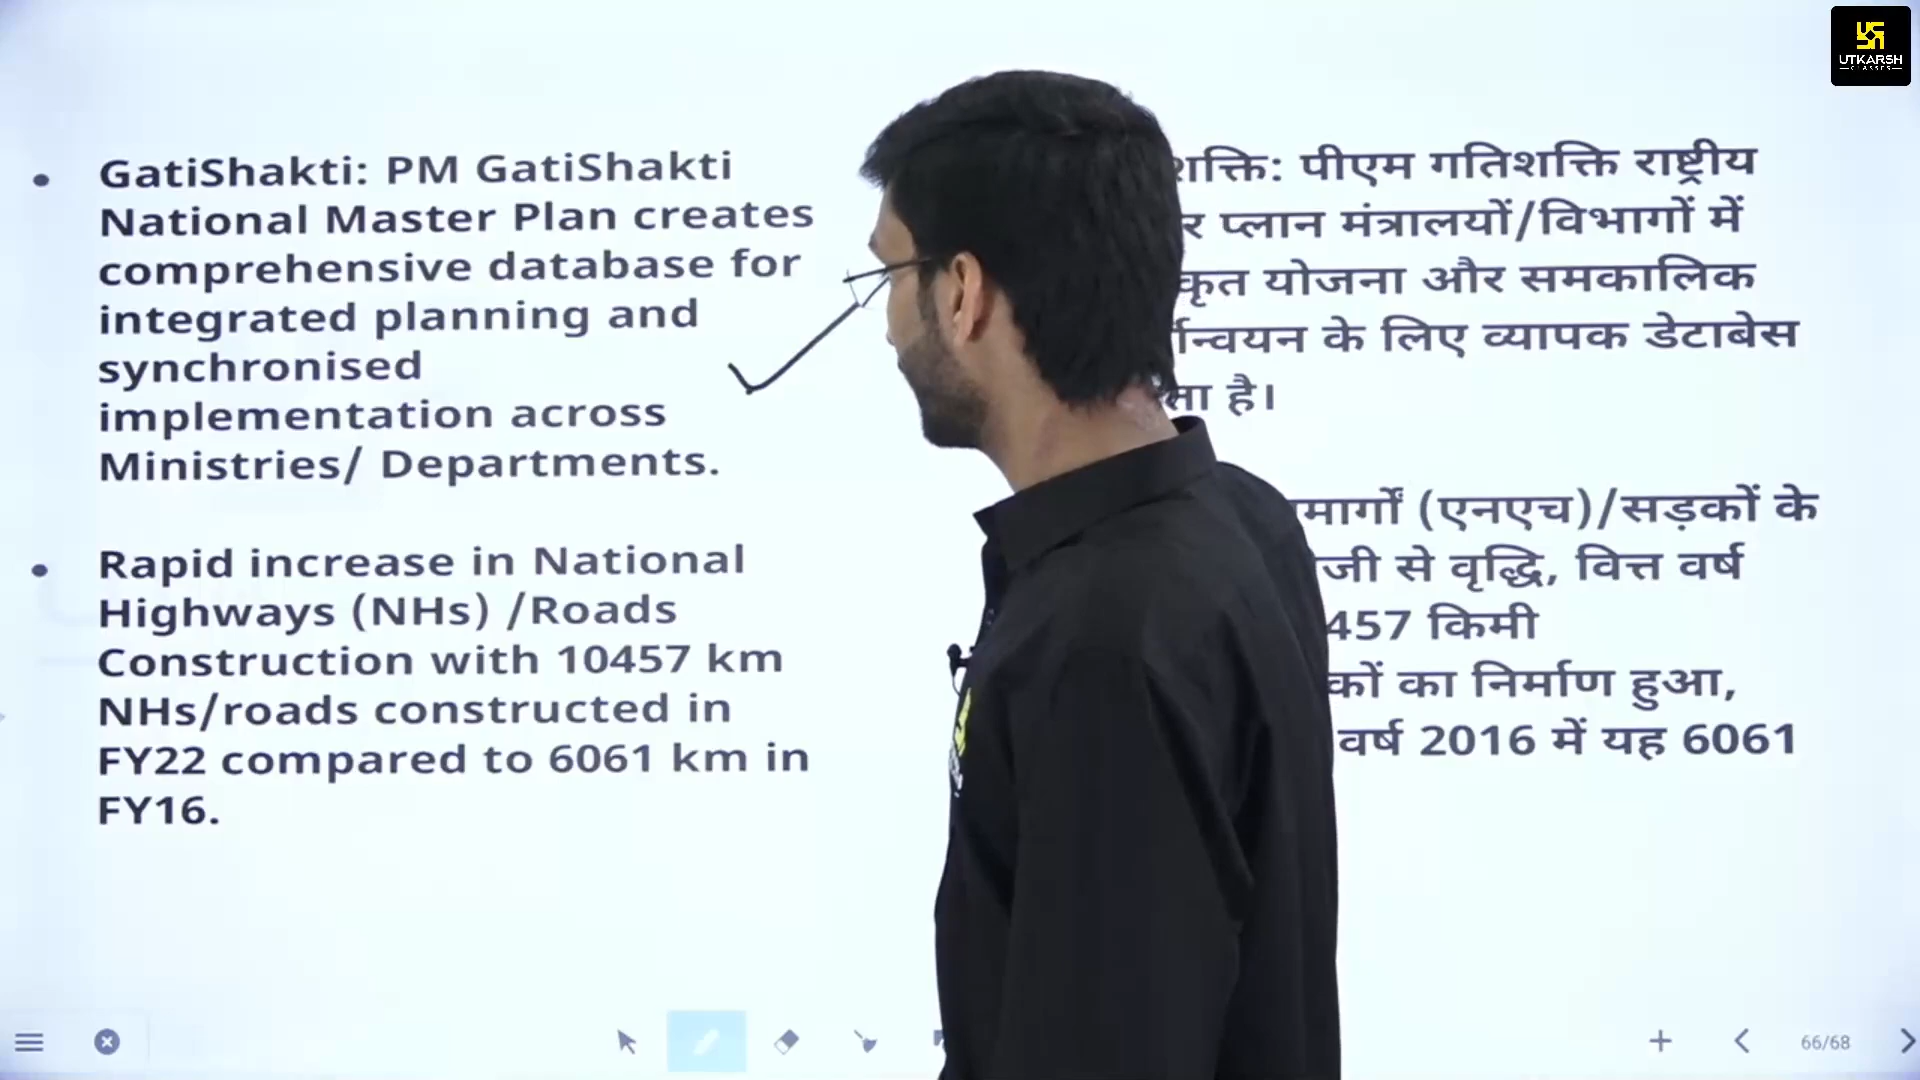 GatiShakti: PM GatiShakti
National Master Plan creates
comprehensive database for
integrated planning and
synchronised
implementation across
Ministries/ Departments.
Rapid increase in National
Highways (NHs) /Roads
Construction with 10457 km
NHs/roads constructed in
FY22 compared to 6061 km in
FY16.
पीएम गतिशक्ति राष्ट्रीय
प्लान मंत्रालयों/विभागों में
योजना और समकालिक
के लिए व्यापक डेटाबेस
है।
(एनएच)/सड़कों के
से वृद्धि, वित्त वर्ष
किमी
का निर्माण हुआ,
वर्ष 2016 में यह 6061
UTKARSH
CLASSES
66/68